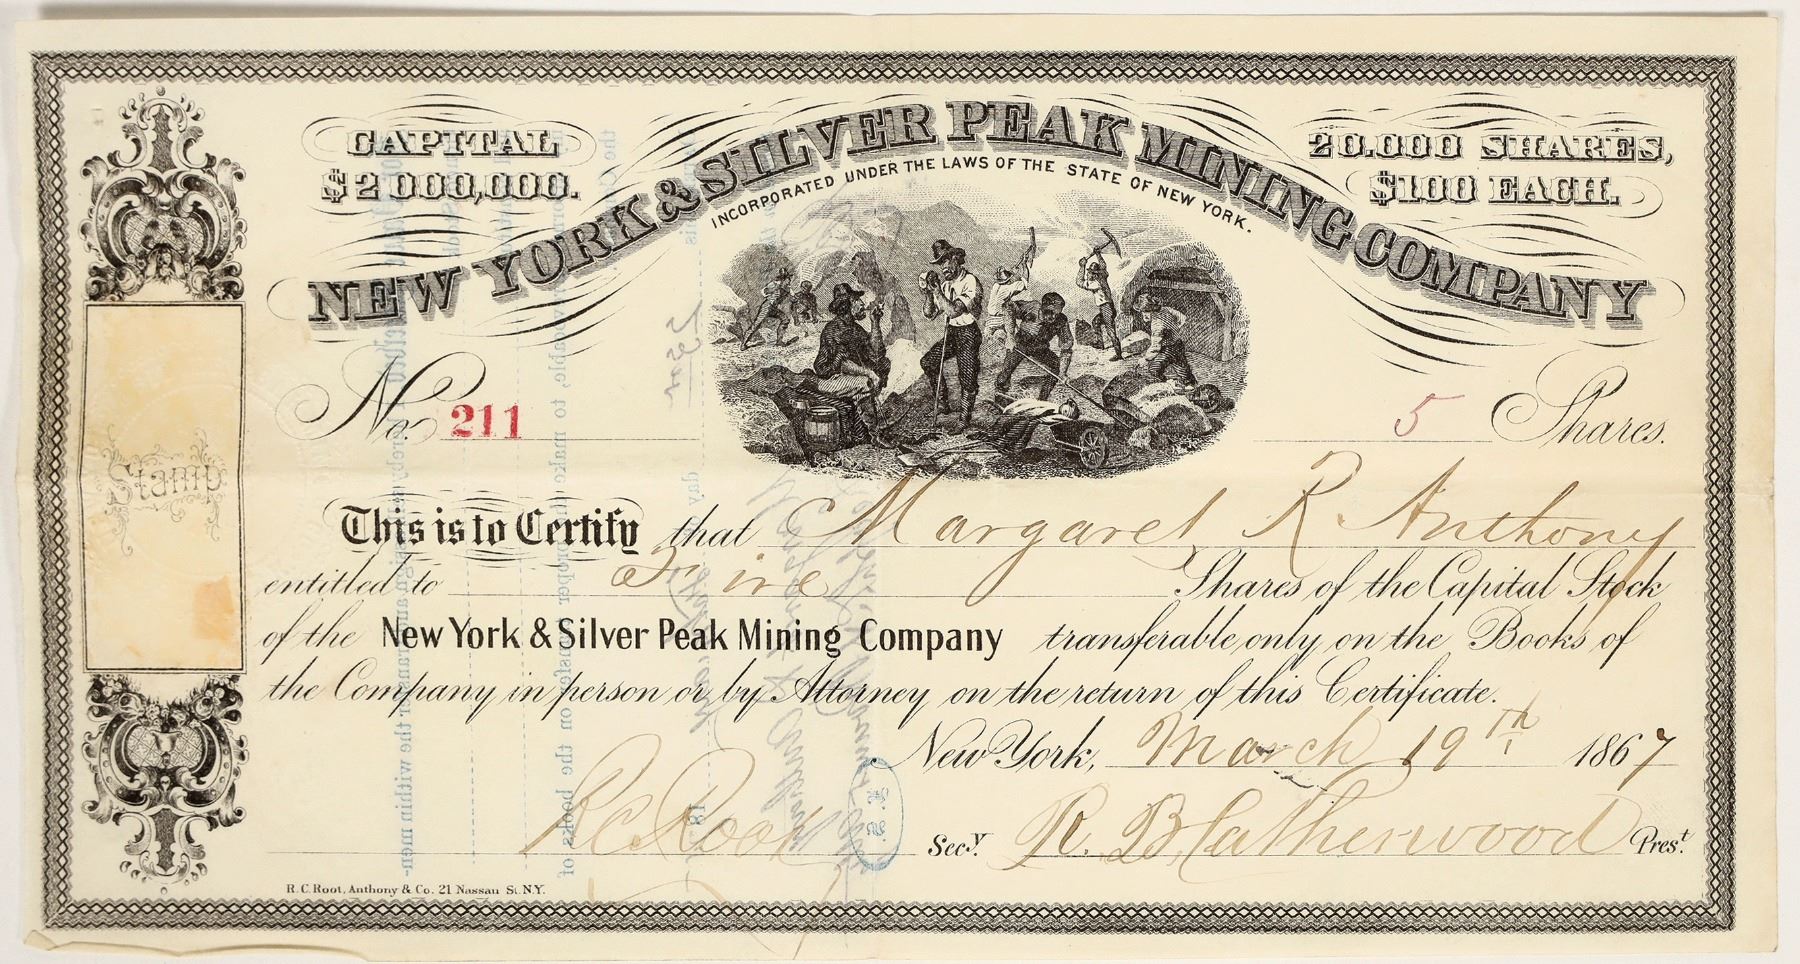 CAPITAL
$2000,000.
NEW YORK & SILVER PEAK MINING COMPANY
INCORPORATED UNDER THE LAWS OF THE STATE OF NEW YORK.
20.000 SHARES,
$100 EACH.
No. 211
5 Shares.
Stamp
This is to Certify that Margaret R. Anthony
entitled to Five Shares of the Capital Stock
of the New York & Silver Peak Mining Company transferable only on the Books of
the Company in person or by Attorney on the return of this Certificate.
New York, March 19th 1867
R C Root Secy. R. B. Catherwood Prest.
R. C. Root, Anthony & Co. 21 Nassau St. N.Y.